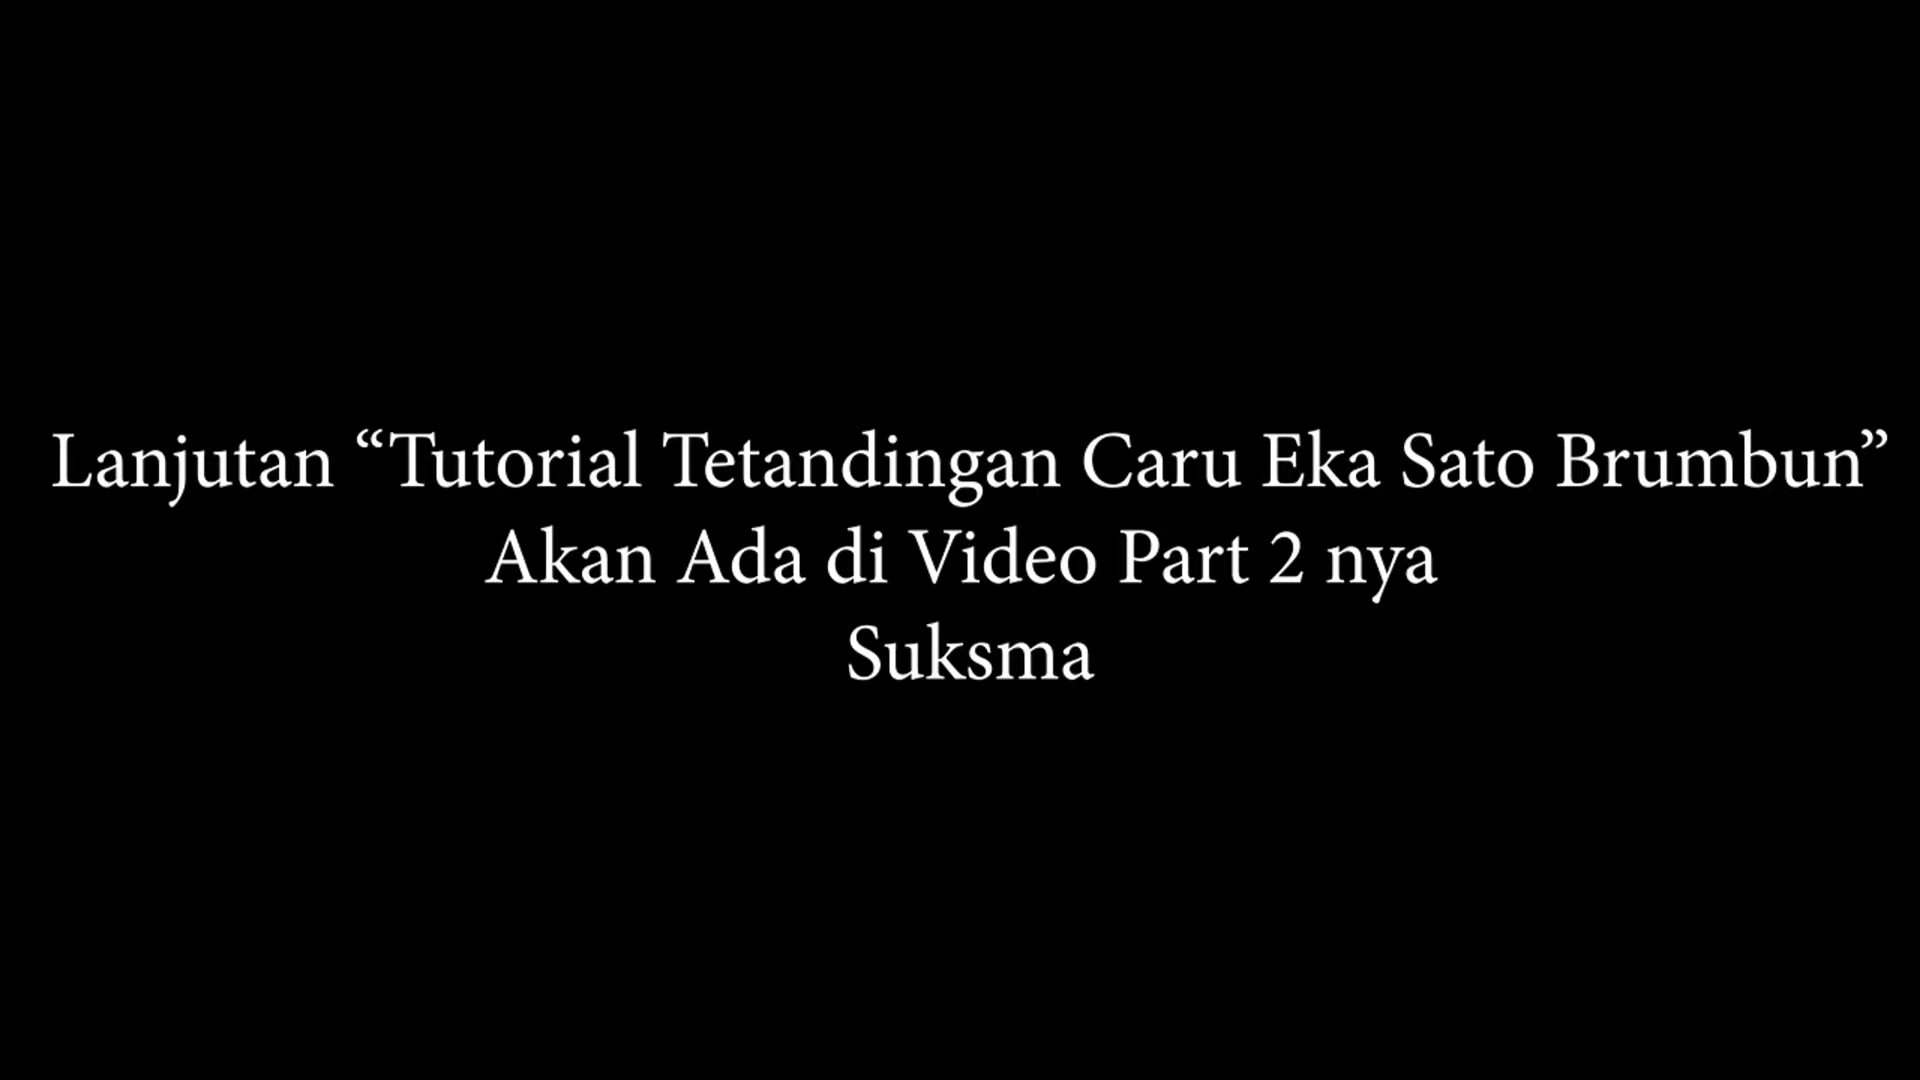 Lanjutan “Tutorial Tetandingan Caru Eka Sato Brumbun”
Akan Ada di Video Part 2 nya
Suksma